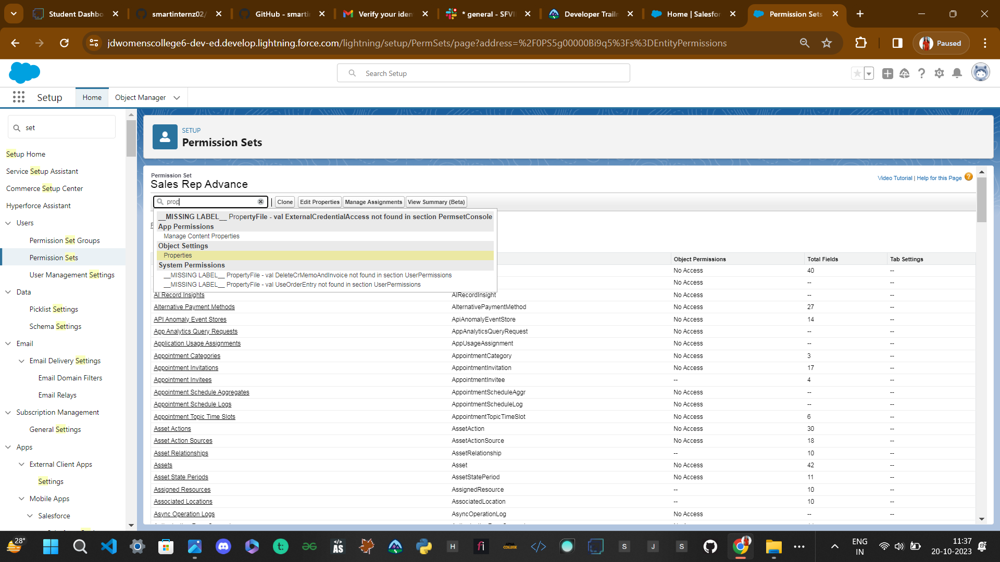 Student Dashbo
smartinternz02/
GitHub - smarti
Verify your iden
* general - SFVI
Developer Trail
Home | Salesfor
Permission Sets
jdwomenscollege6-dev-ed.develop.lightning.force.com/lightning/setup/PermSets/page?address=%2F0PS5g00000Bi9q5%3Fs%3DEntityPermissions
Paused
Search Setup
Setup
Home
Object Manager
set
Setup Home
Service Setup Assistant
Commerce Setup Center
Hyperforce Assistant
Users
Permission Set Groups
Permission Sets
User Management Settings
Data
Picklist Settings
Schema Settings
Email
Email Delivery Settings
Email Domain Filters
Email Relays
Subscription Management
General Settings
Apps
External Client Apps
Settings
Mobile Apps
Salesforce
SETUP
Permission Sets
Permission Set
Sales Rep Advance
Video Tutorial | Help for this Page
prop
Clone
Edit Properties
Manage Assignments
View Summary (Beta)
__MISSING LABEL__ PropertyFile - val ExternalCredentialAccess not found in section PermsetConsole
App Permissions
Manage Content Properties
Object Settings
Properties
System Permissions
__MISSING LABEL__ PropertyFile - val DeleteCrMemoAndInvoice not found in section UserPermissions
__MISSING LABEL__ PropertyFile - val UseOrderEntry not found in section UserPermissions
Object Permissions Total Fields Tab Settings
No Access 40 --
No Access -- --
AI Record Insights AIRecordInsight No Access -- --
Alternative Payment Methods AlternativePaymentMethod No Access 27 --
API Anomaly Event Stores ApiAnomalyEventStore No Access 14 --
App Analytics Query Requests AppAnalyticsQueryRequest No Access -- --
Application Usage Assignments AppUsageAssignment No Access -- --
Appointment Categories AppointmentCategory No Access 3 --
Appointment Invitations AppointmentInvitation No Access 17 --
Appointment Invitees AppointmentInvitee -- 4 --
Appointment Schedule Aggregates AppointmentScheduleAggr No Access -- --
Appointment Schedule Logs AppointmentScheduleLog No Access -- --
Appointment Topic Time Slots AppointmentTopicTimeSlot No Access 6 --
Asset Actions AssetAction No Access 30 --
Asset Action Sources AssetActionSource No Access 18 --
Asset Relationships AssetRelationship -- 10 --
Assets Asset No Access 42 --
Asset State Periods AssetStatePeriod No Access 11 --
Assigned Resources AssignedResource -- 10 --
Associated Locations AssociatedLocation -- 10 --
Async Operation Logs AsyncOperationLog No Access -- --
28°
t:
</>
AS
H
fi
APNA
COLLEGE
S
J
S
ENG
IN
11:37
20-10-2023